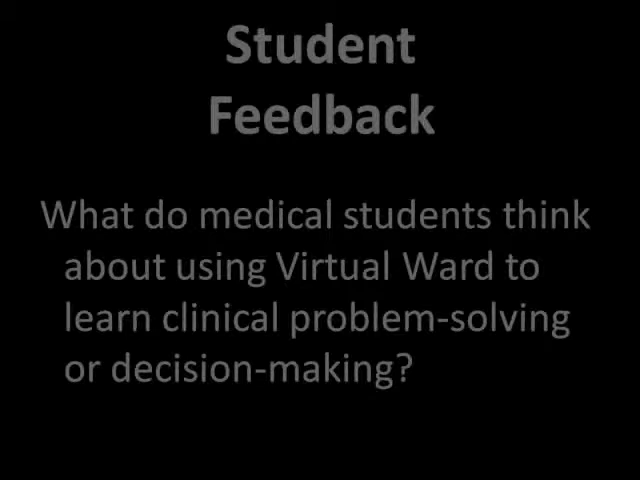 Student
Feedback
What do medical students think
about using Virtual Ward to
learn clinical problem-solving
or decision-making?